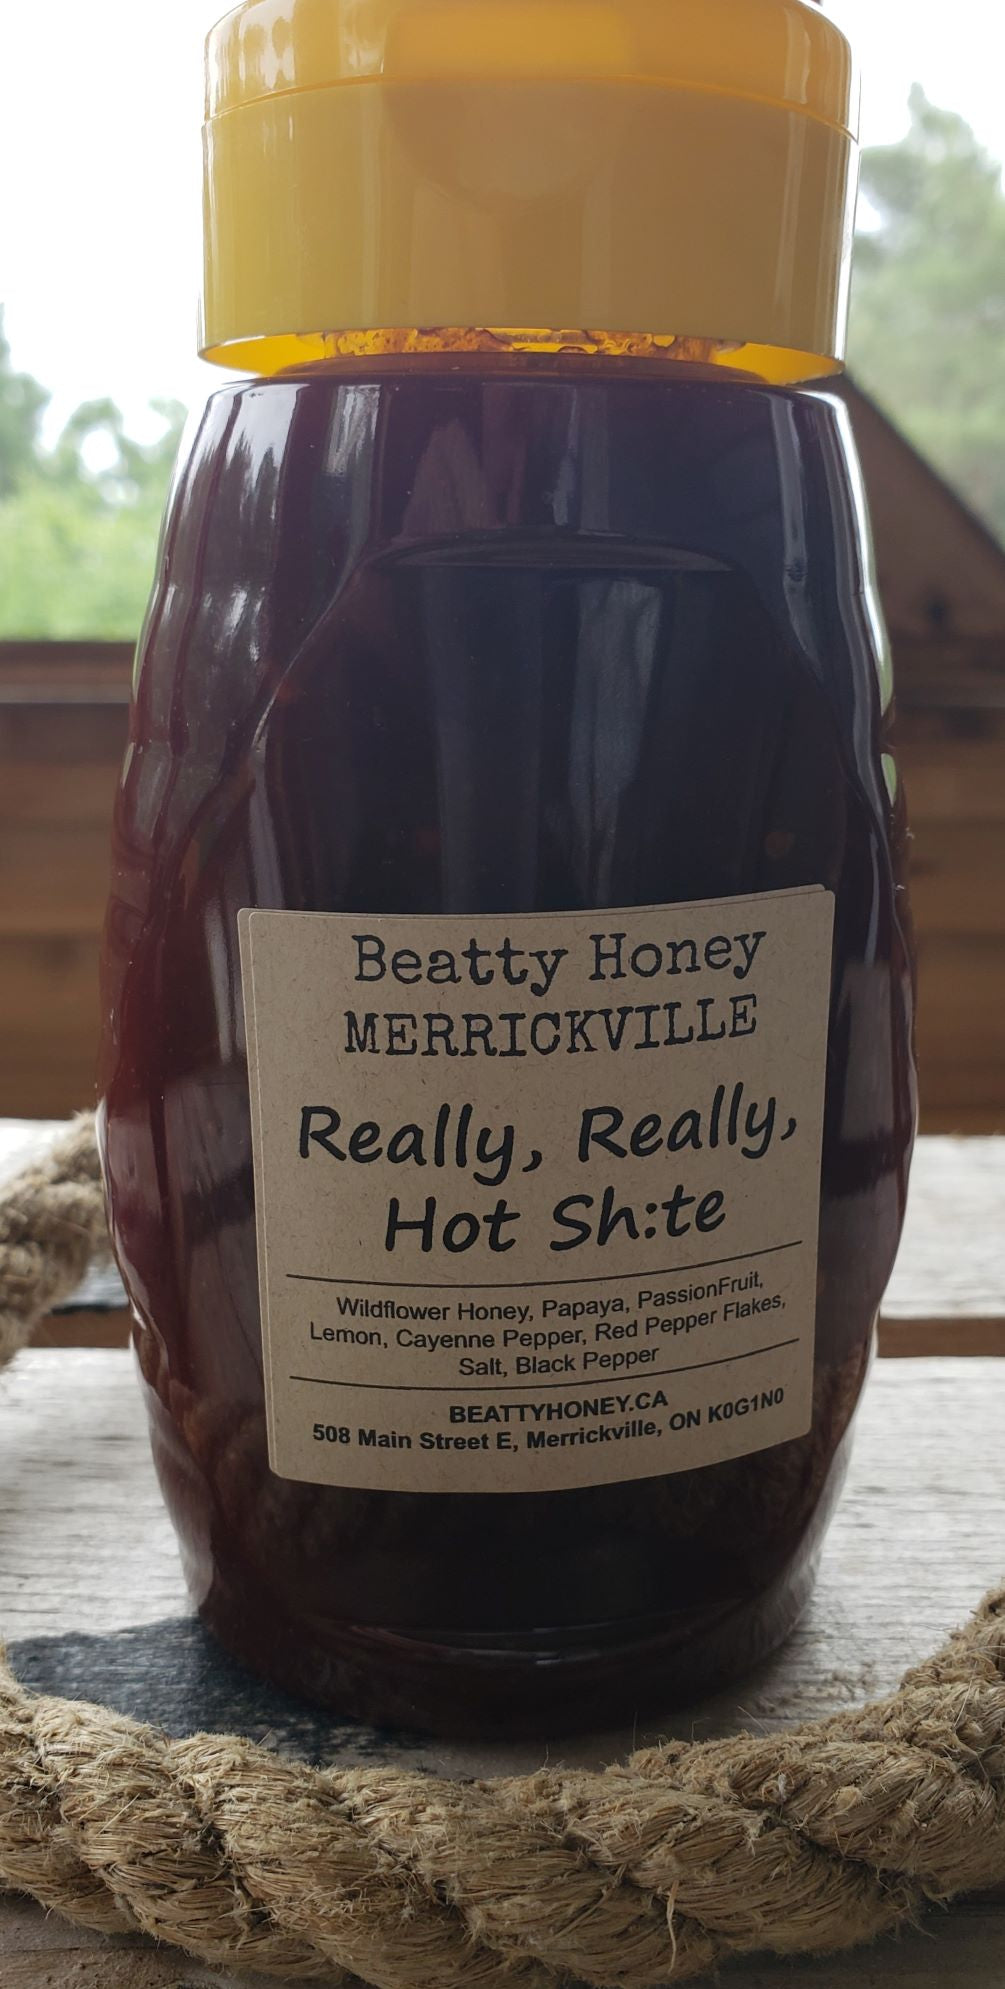 Beatty Honey
MERRICKVILLE
Really, Really,
Hot Sh:te
Wildflower Honey, Papaya, PassionFruit,
Lemon, Cayenne Pepper, Red Pepper Flakes,
Salt, Black Pepper
BEATTYHONEY.CA
508 Main Street E, Merrickville, ON K0G1N0